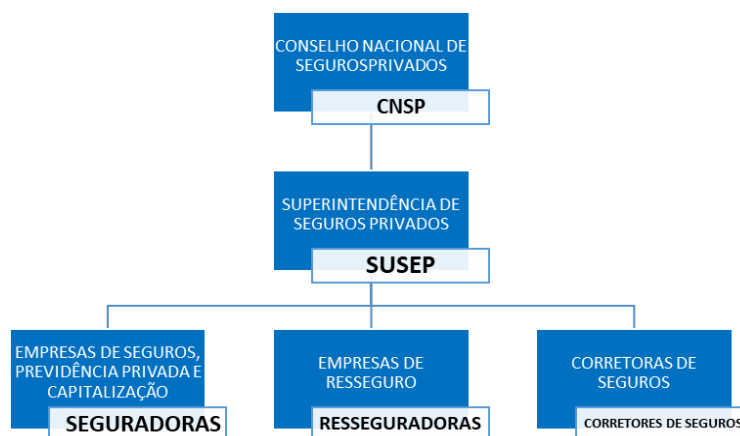 CONSELHO NACIONAL DE
SEGUROSPRIVADOS
CNSP
SUPERINTENDÊNCIA DE
SEGUROS PRIVADOS
SUSEP
EMPRESAS DE SEGUROS,
PREVIDÊNCIA PRIVADA E
CAPITALIZAÇÃO
SEGURADORAS
EMPRESAS DE
RESSEGURO
RESSEGURADORAS
CORRETORAS DE
SEGUROS
CORRETORES DE SEGUROS